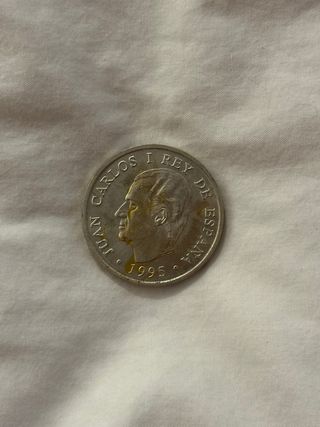 JUAN CARLOS I REY DE ESPAÑA
1995